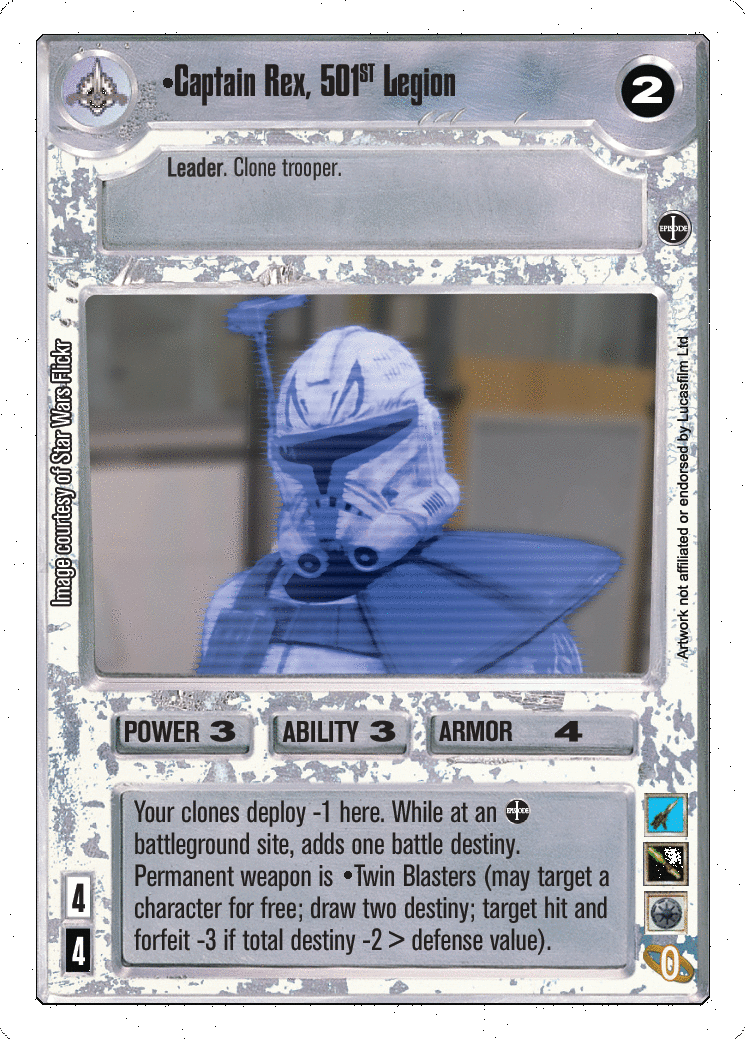 •Captain Rex, 501ST Legion
2
Leader. Clone trooper.
EPISODE I
Image courtesy of Star Wars Flickr
Artwork not affiliated or endorsed by Lucasfilm Ltd
POWER 3
ABILITY 3
ARMOR 4
Your clones deploy -1 here. While at an EPISODE I
battleground site, adds one battle destiny.
Permanent weapon is •Twin Blasters (may target a
character for free; draw two destiny; target hit and
forfeit -3 if total destiny -2 > defense value).
4
4
0